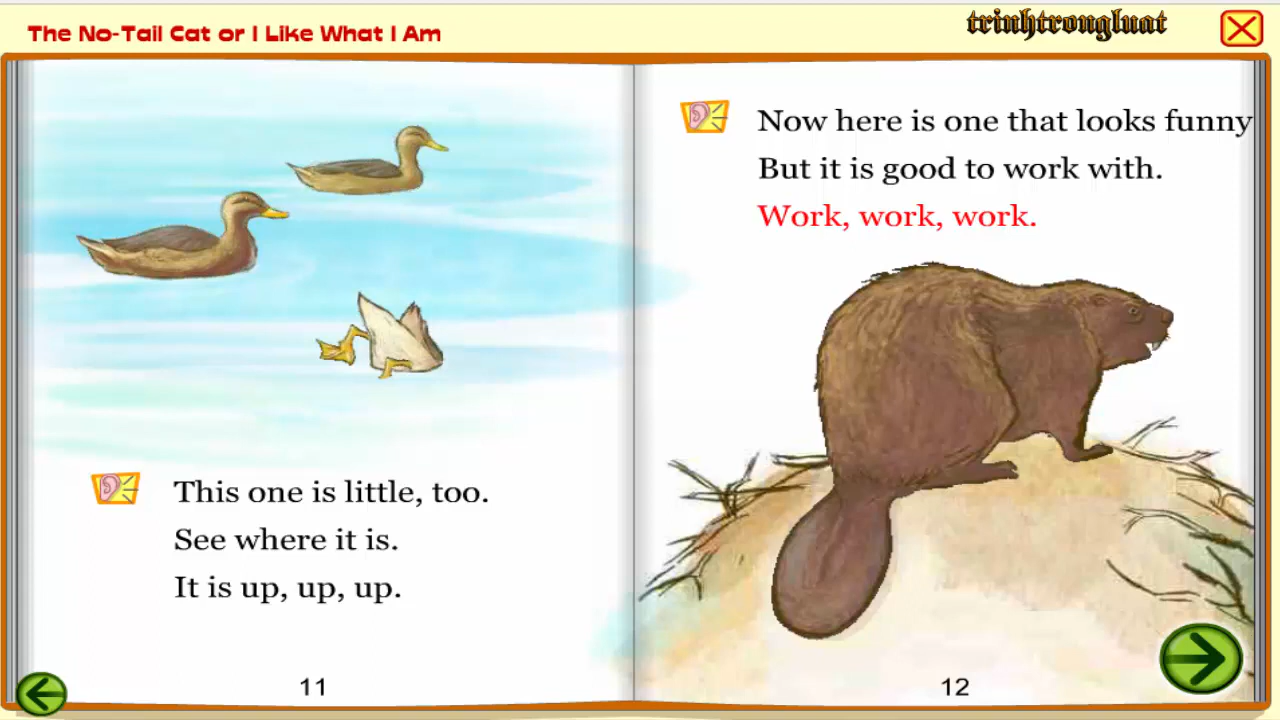 The No-Tail Cat or I Like What I Am
trinhtrongluat
This one is little, too.
See where it is.
It is up, up, up.
11
Now here is one that looks funny
But it is good to work with.
Work, work, work.
12